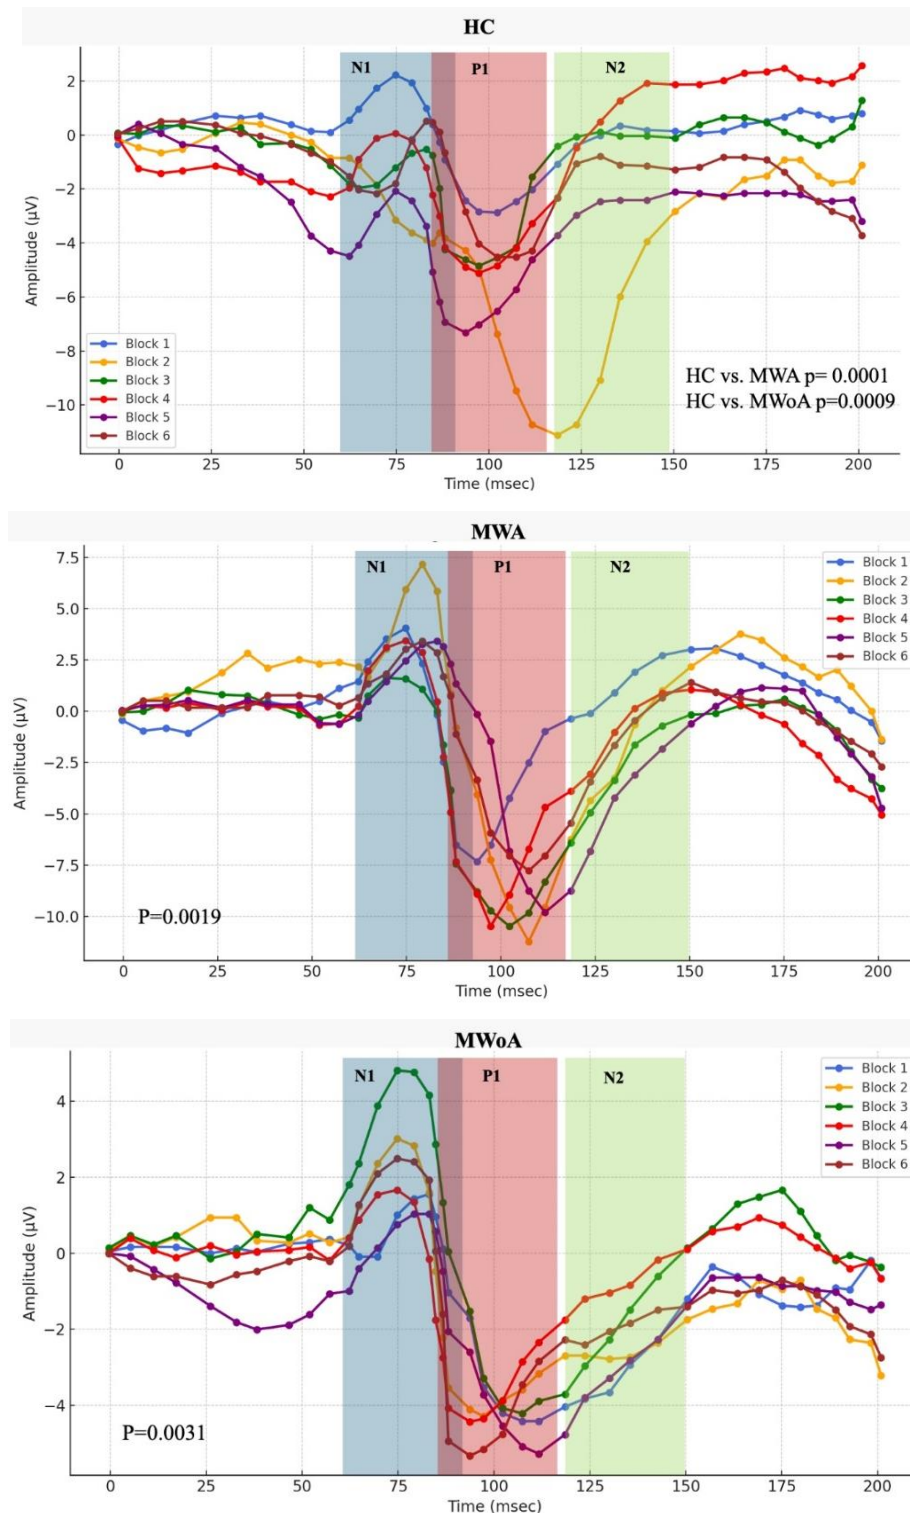 HC
N1 P1 N2
2
0
−2
−4
−6
−8
−10
Amplitude (μV)
Block 1
Block 2
Block 3
Block 4
Block 5
Block 6
HC vs. MWA p= 0.0001
HC vs. MWoA p=0.0009
0 25 50 75 100 125 150 175 200
Time (msec)
MWA
N1 P1 N2
7.5
5.0
2.5
0.0
−2.5
−5.0
−7.5
−10.0
Amplitude (μV)
Block 1
Block 2
Block 3
Block 4
Block 5
Block 6
P=0.0019
0 25 50 75 100 125 150 175 200
Time (msec)
MWoA
N1 P1 N2
4
2
0
−2
−4
Amplitude (μV)
Block 1
Block 2
Block 3
Block 4
Block 5
Block 6
P=0.0031
0 25 50 75 100 125 150 175 200
Time (msec)